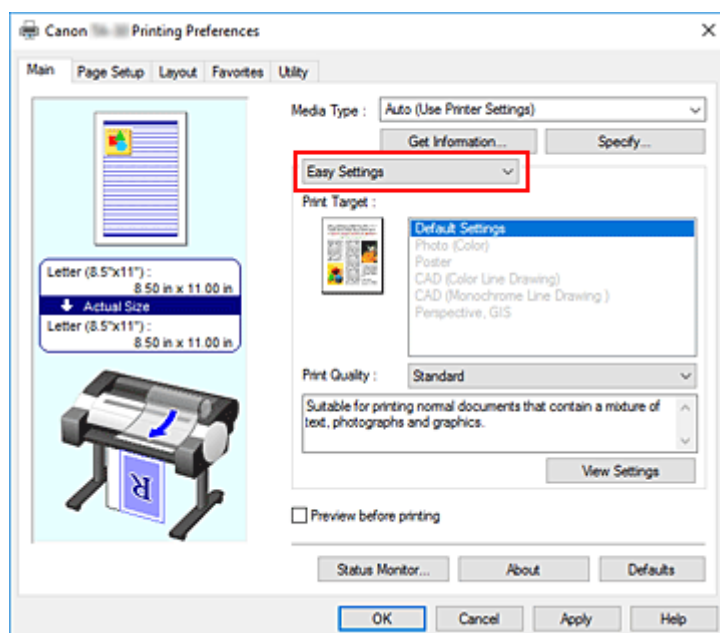 Canon Printing Preferences
Main Page Setup Layout Favorites Utility
Media Type : Auto (Use Printer Settings)
Get Information... Specify...
Easy Settings
Print Target :
Default Settings
Photo (Color)
Poster
CAD (Color Line Drawing)
CAD (Monochrome Line Drawing )
Perspective, GIS
Letter (8.5"x11") :
8.50 in x 11.00 in
Actual Size
Letter (8.5"x11") :
8.50 in x 11.00 in
R
Print Quality : Standard
Suitable for printing normal documents that contain a mixture of
text, photographs and graphics.
View Settings
Preview before printing
Status Monitor... About Defaults
OK Cancel Apply Help